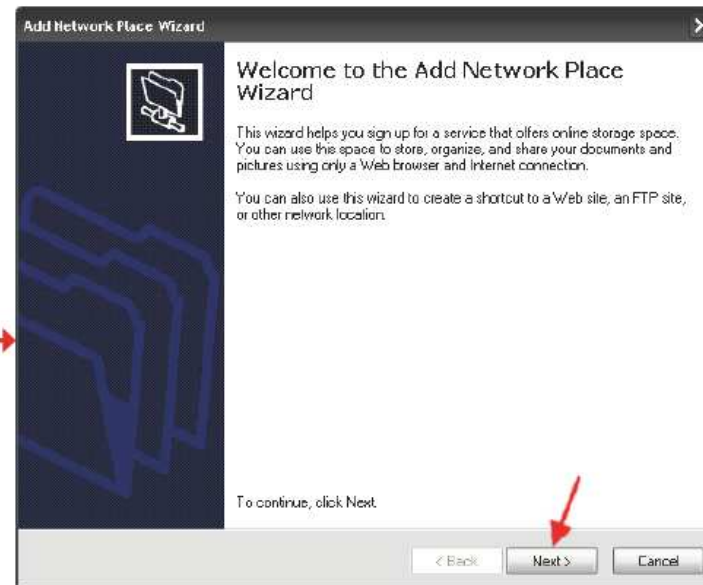 Add Network Place Wizard
Welcome to the Add Network Place
Wizard
This wizard helps you sign up for a service that offers online storage space.
You can use this space to store, organize, and share your documents and
pictures using only a Web browser and Internet connection.
You can also use this wizard to create a shortcut to a Web site, an FTP site,
or other network location.
To continue, click Next.
< Back
Next >
Cancel